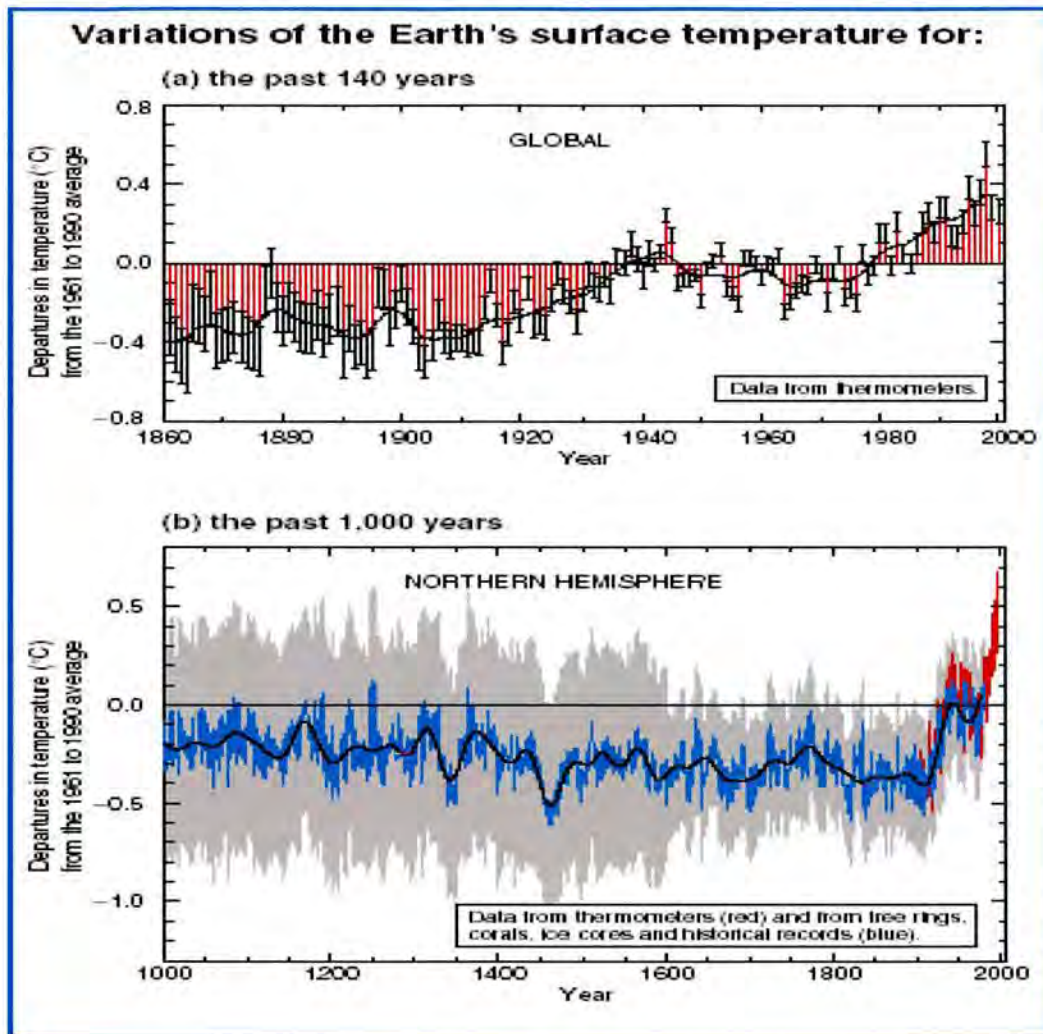 Variations of the Earth's surface temperature for:
(a) the past 140 years
GLOBAL
Departures in temperature (°C)
from the 1961 to 1990 average
0.8
0.4
0.0
−0.4
−0.8
Data from thermometers.
1860
1880
1900
1920
1940
1960
1980
2000
Year
(b) the past 1,000 years
NORTHERN HEMISPHERE
Departures in temperature (°C)
from the 1961 to 1990 average
0.5
0.0
−0.5
−1.0
Data from thermometers (red) and from tree rings,
corals, ice cores and historical records (blue).
1000
1200
1400
1600
1800
2000
Year